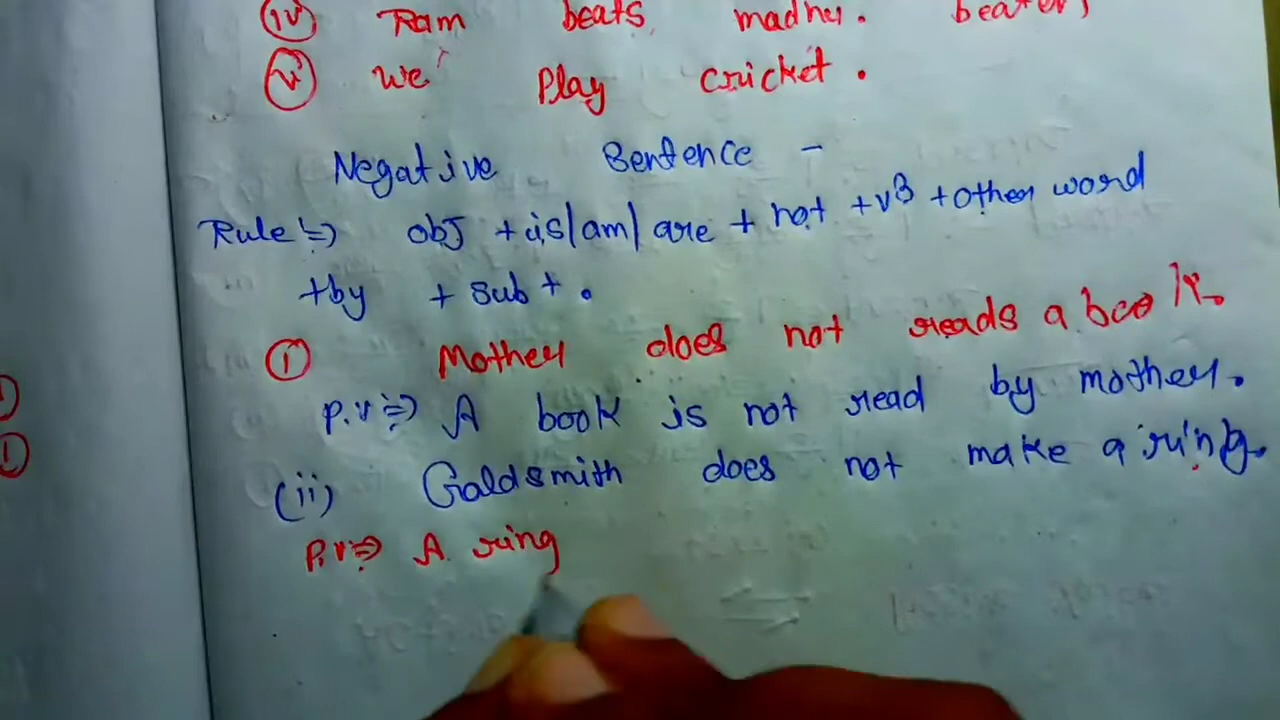 (iv) Ram beats madhu.
(v) We Play Cricket.
Negative Sentence -
Rule => obj + is/am/are + not + v3 + other word
+by + sub + .
(i) Mother does not reads a book.
P.V => A book is not read by mother.
(ii) Goldsmith does not make a ring.
P.V => A ring